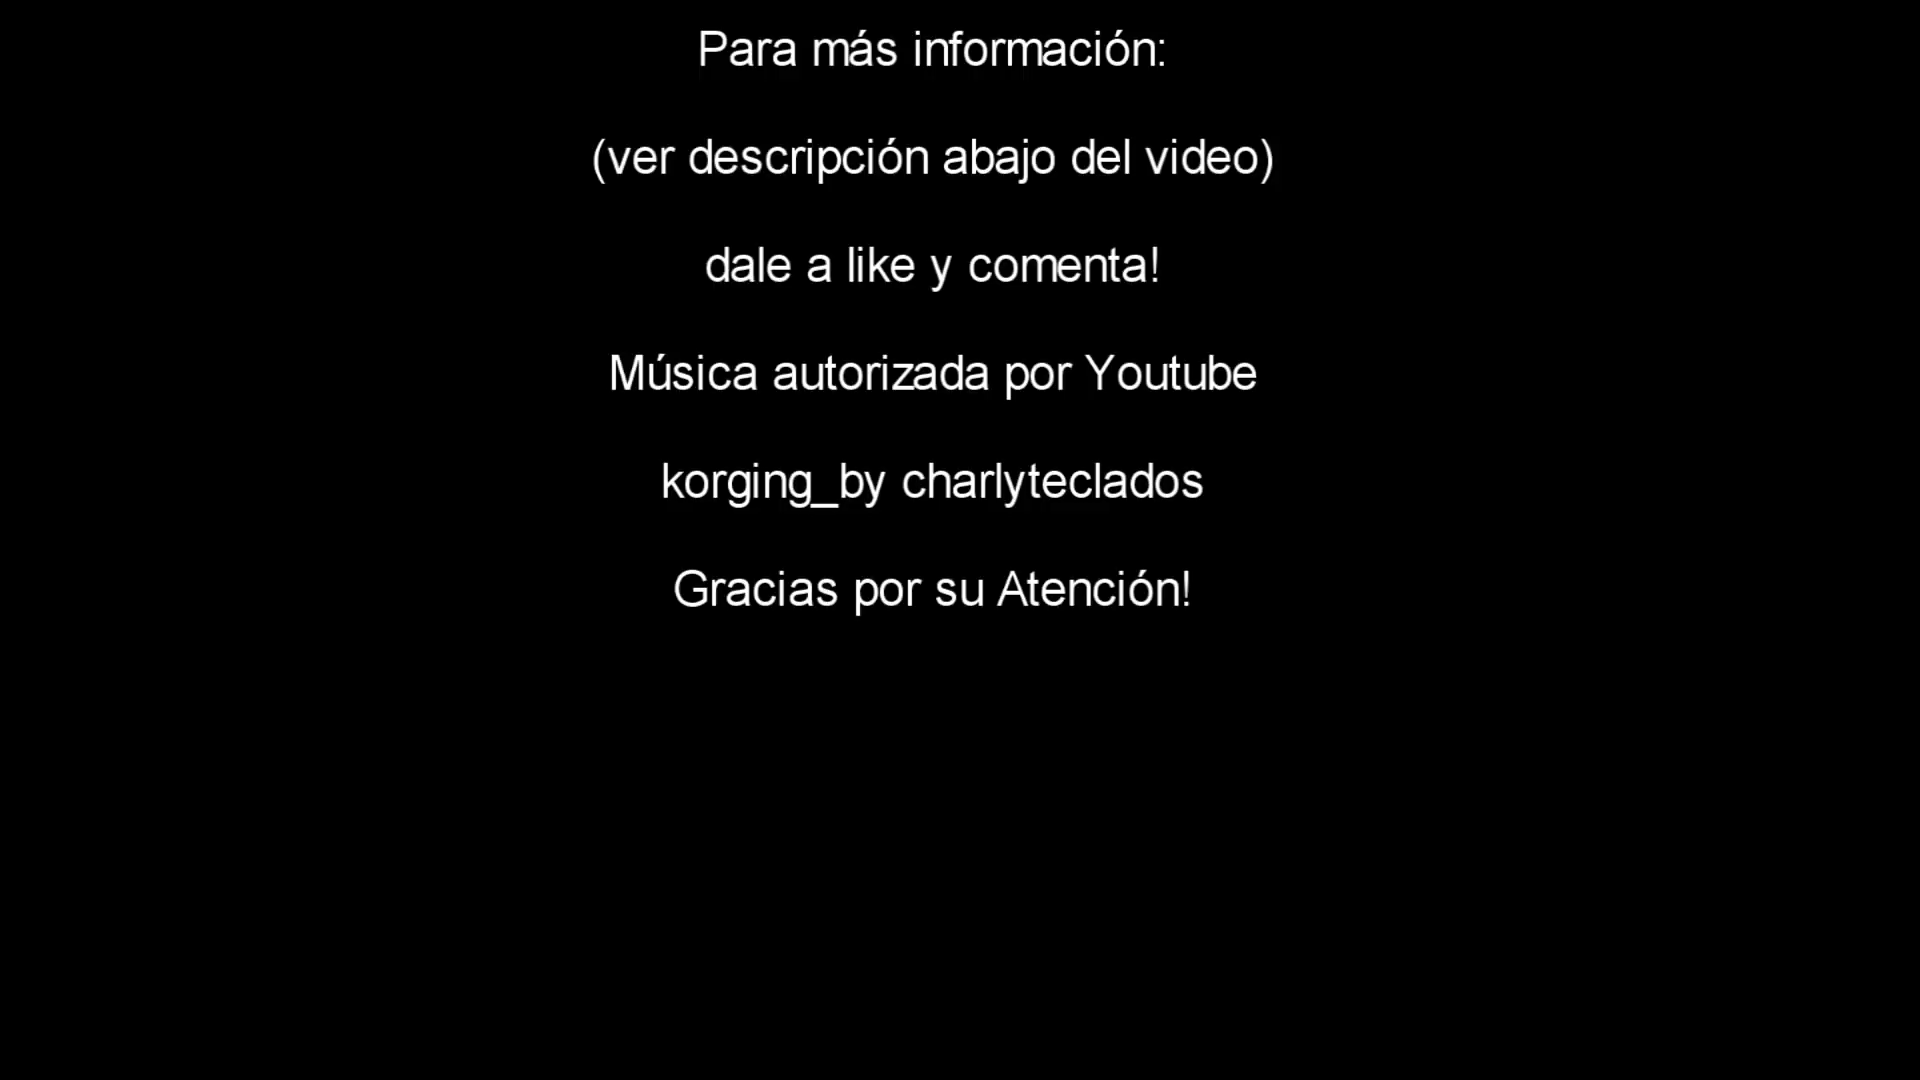 Para más información:
(ver descripción abajo del video)
dale a like y comenta!
Música autorizada por Youtube
korging_by charlyteclados
Gracias por su Atención!